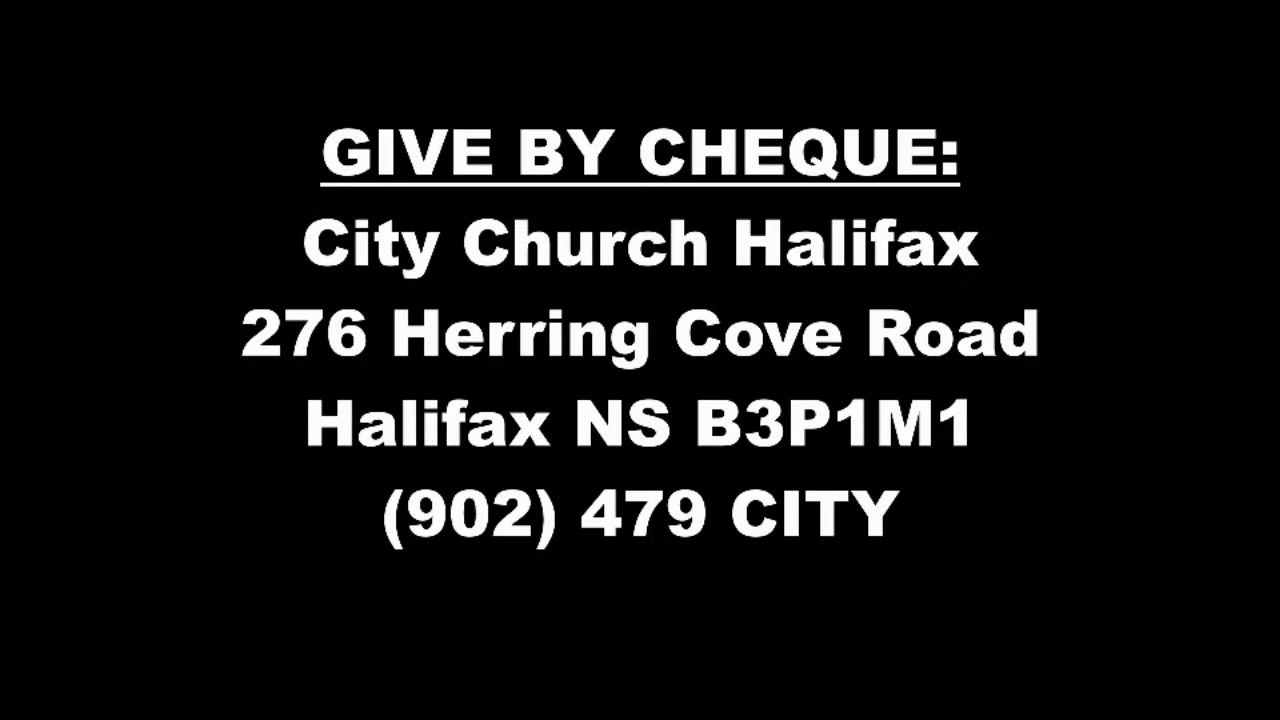 GIVE BY CHEQUE:
City Church Halifax
276 Herring Cove Road
Halifax NS B3P1M1
(902) 479 CITY